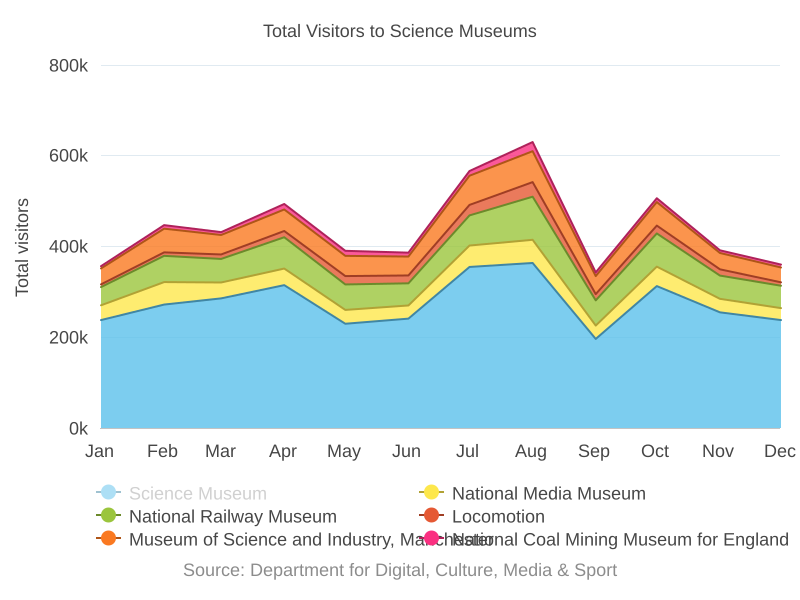 Total Visitors to Science Museums
Total visitors
800k
600k
400k
200k
0k
Jan Feb Mar Apr May Jun Jul Aug Sep Oct Nov Dec
Science Museum National Media Museum
National Railway Museum Locomotion
Museum of Science and Industry, Manchester National Coal Mining Museum for England
Source: Department for Digital, Culture, Media & Sport